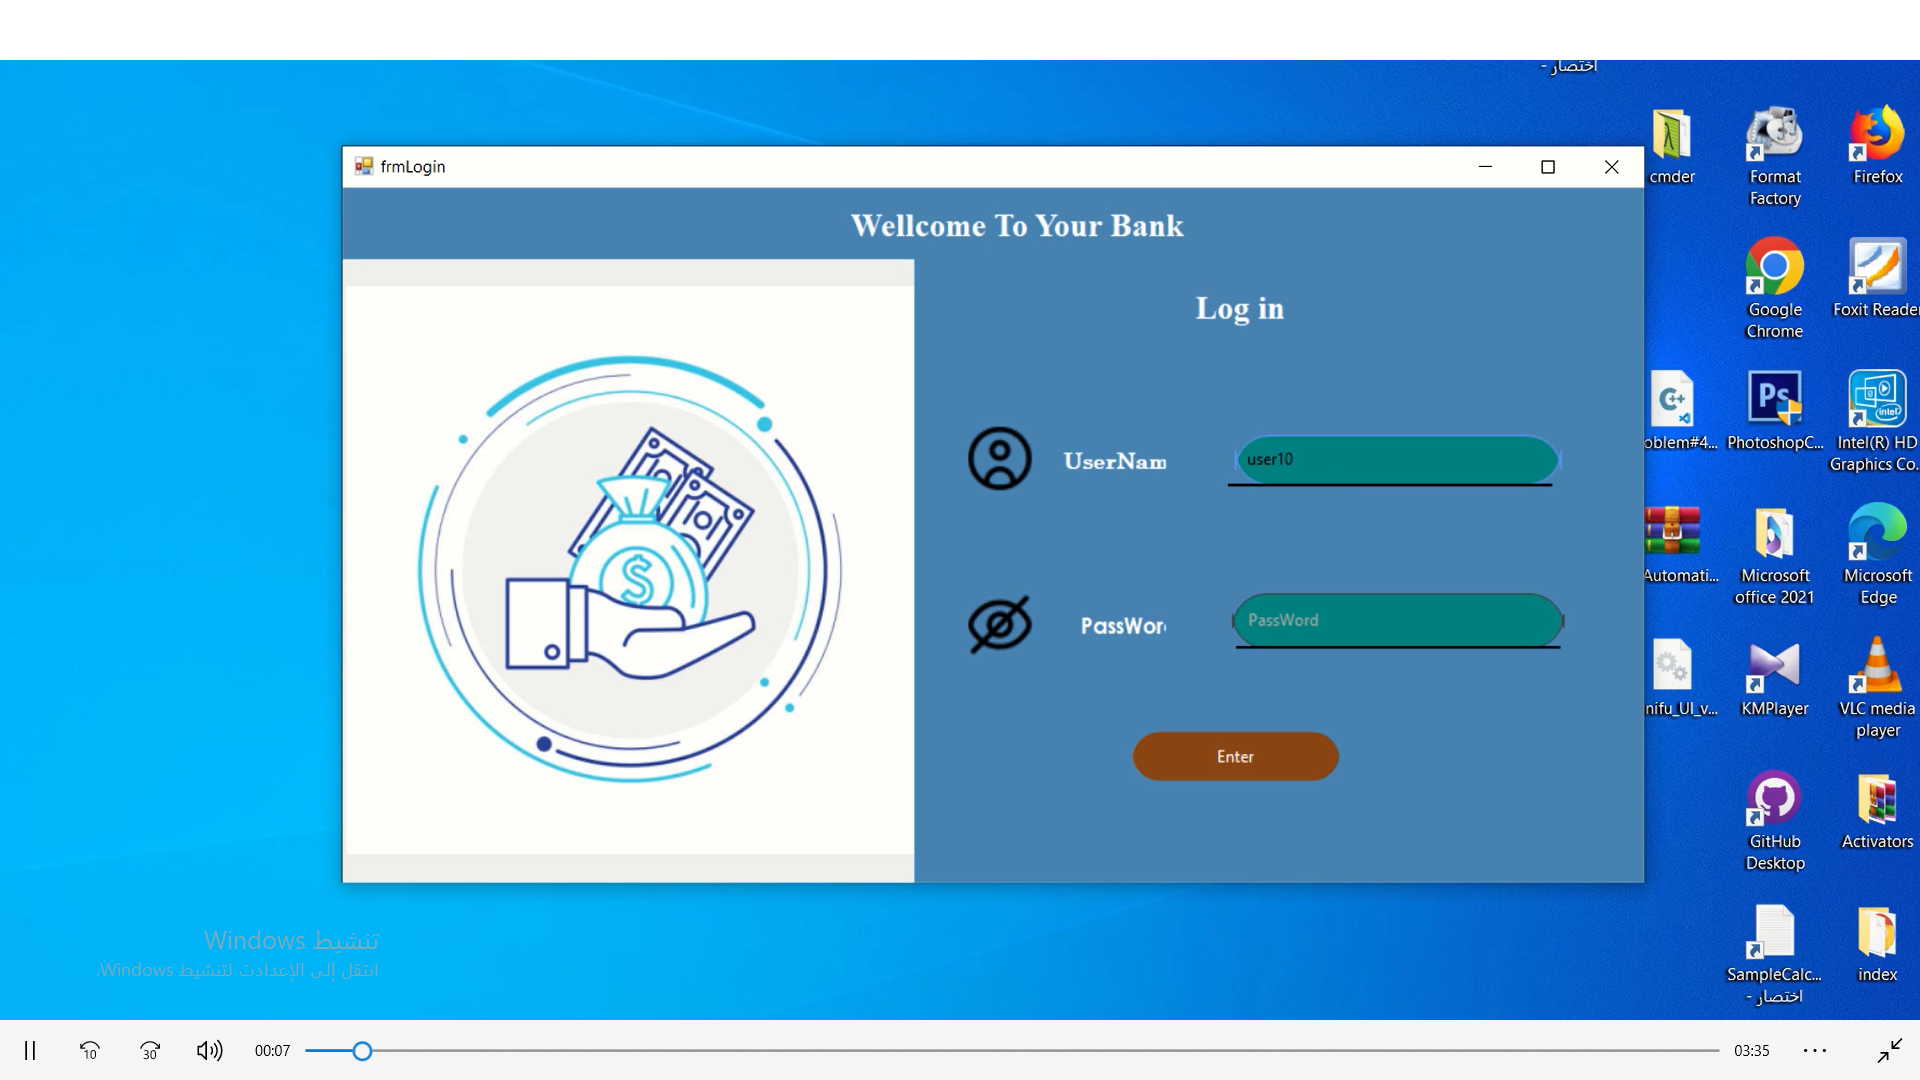 اختصار -
frmLogin
Wellcome To Your Bank
Log in
UserNam
user10
PassWor
PassWord
Enter
cmder
Format
Factory
Firefox
Google
Chrome
Foxit Reader
oblem#4...
PhotoshopC...
Intel(R) HD
Graphics Co...
Automati...
Microsoft
office 2021
Microsoft
Edge
nifu_UI_v...
KMPlayer
VLC media
player
GitHub
Desktop
Activators
SampleCalc...
اختصار -
index
تنشيط Windows
انتقل إلى الإعدادت لتنشيط Windows.
10
30
00:07
03:35